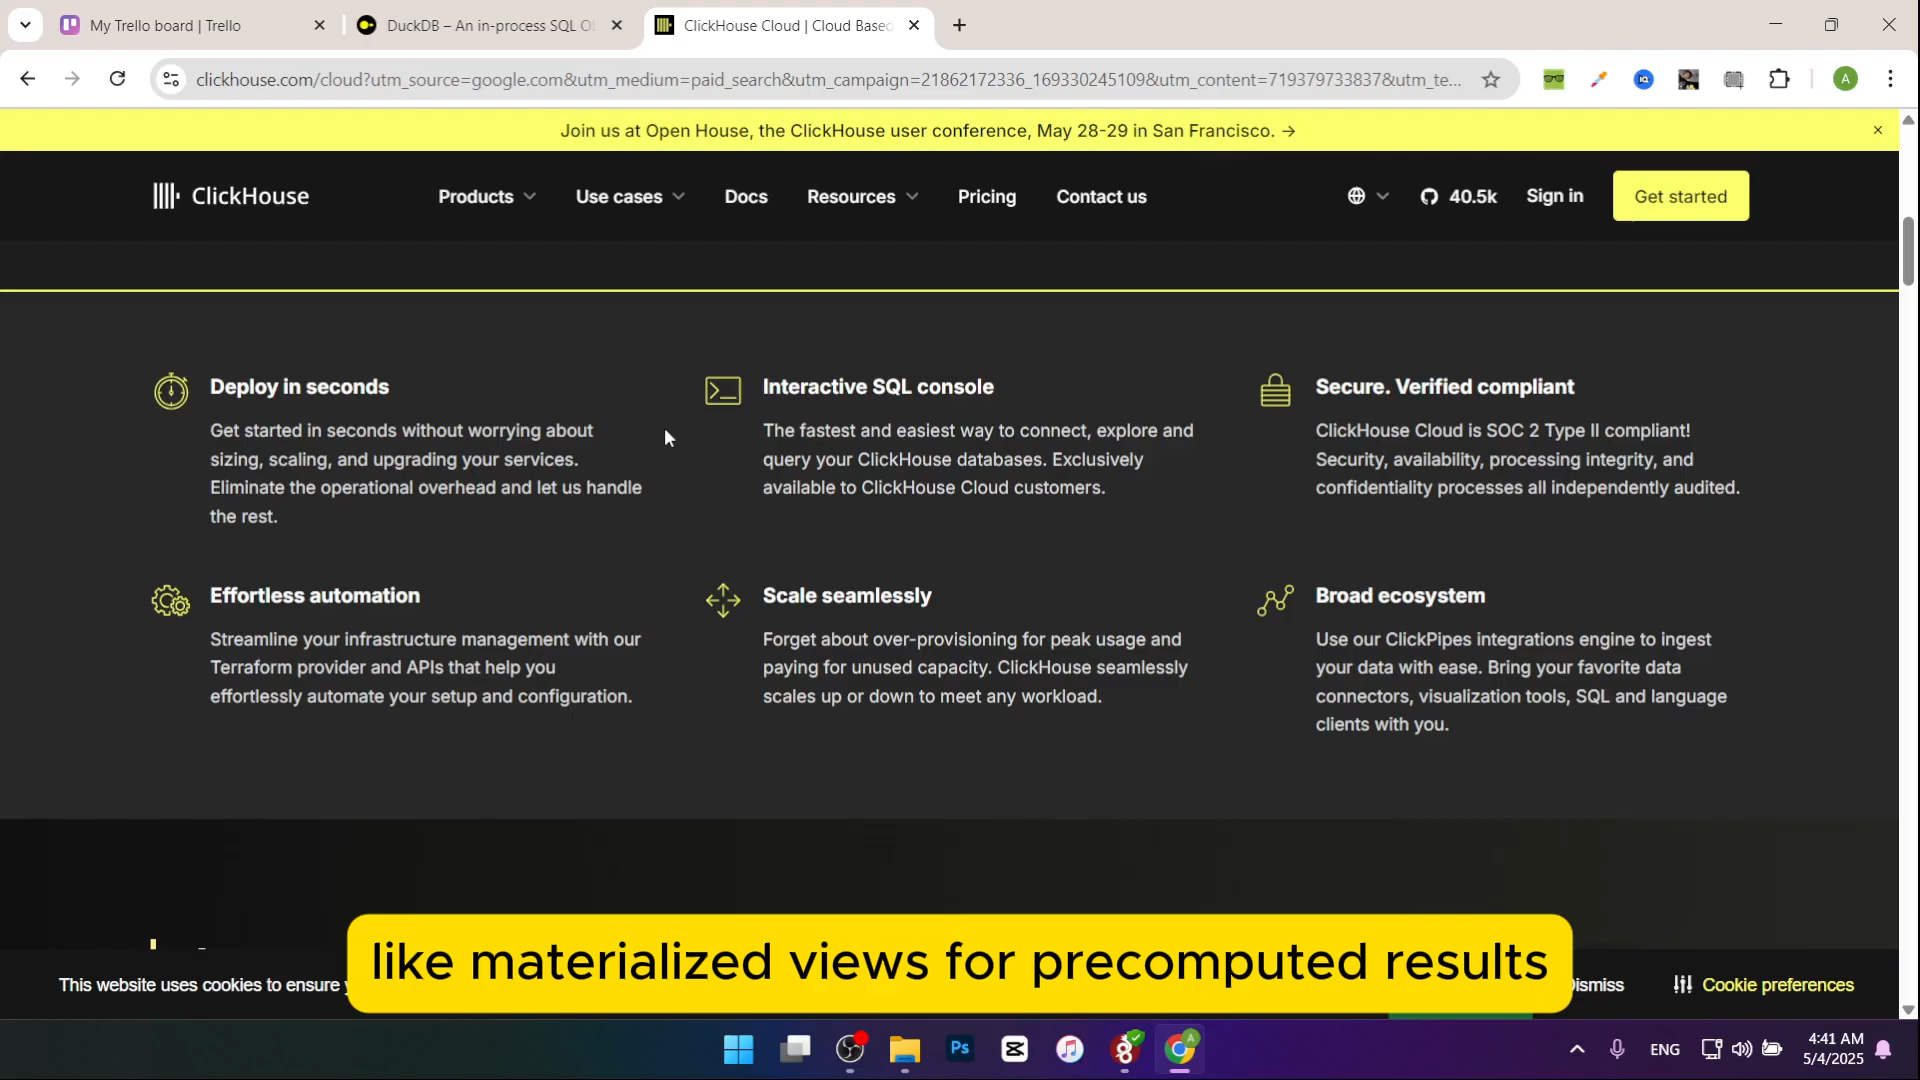 My Trello board | Trello
DuckDB – An in-process SQL OL
ClickHouse Cloud | Cloud Based
clickhouse.com/cloud?utm_source=google.com&utm_medium=paid_search&utm_campaign=21862172336_169330245109&utm_content=719379733837&utm_te...
A
Join us at Open House, the ClickHouse user conference, May 28-29 in San Francisco. →
ClickHouse
Products
Use cases
Docs
Resources
Pricing
Contact us
40.5k
Sign in
Get started
Deploy in seconds
Get started in seconds without worrying about
sizing, scaling, and upgrading your services.
Eliminate the operational overhead and let us handle
the rest.
Interactive SQL console
The fastest and easiest way to connect, explore and
query your ClickHouse databases. Exclusively
available to ClickHouse Cloud customers.
Secure. Verified compliant
ClickHouse Cloud is SOC 2 Type II compliant!
Security, availability, processing integrity, and
confidentiality processes all independently audited.
Effortless automation
Streamline your infrastructure management with our
Terraform provider and APIs that help you
effortlessly automate your setup and configuration.
Scale seamlessly
Forget about over-provisioning for peak usage and
paying for unused capacity. ClickHouse seamlessly
scales up or down to meet any workload.
Broad ecosystem
Use our ClickPipes integrations engine to ingest
your data with ease. Bring your favorite data
connectors, visualization tools, SQL and language
clients with you.
like materialized views for precomputed results
This website uses cookies to ensure
Dismiss
Cookie preferences
Ps
A
ENG
4:41 AM
5/4/2025